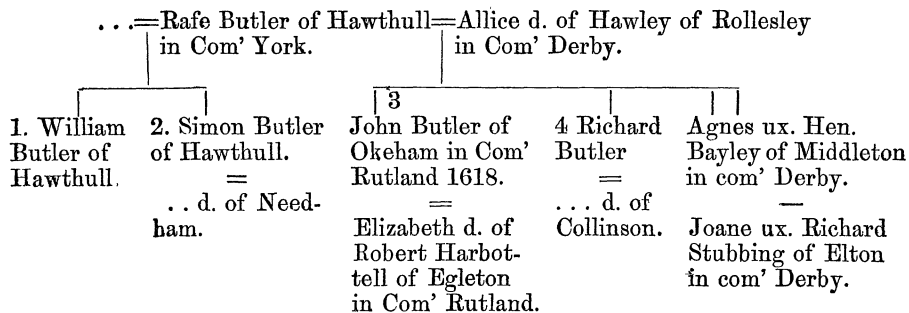 ...=Rafe Butler of Hawthull=Allice d. of Hawley of Rollesley
in Com' York.
in Com' Derby.
1. William
Butler of
Hawthull.
2. Simon Butler
of Hawthull.
=
.. d. of Need-
ham.
3
John Butler of
Okeham in Com'
Rutland 1618.
=
Elizabeth d. of
Robert Harbot-
tell of Egleton
in Com' Rutland.
4 Richard
Butler
=
... d. of
Collinson.
Agnes ux. Hen.
Bayley of Middleton
in com' Derby.
—
Joane ux. Richard
Stubbing of Elton
in com' Derby.